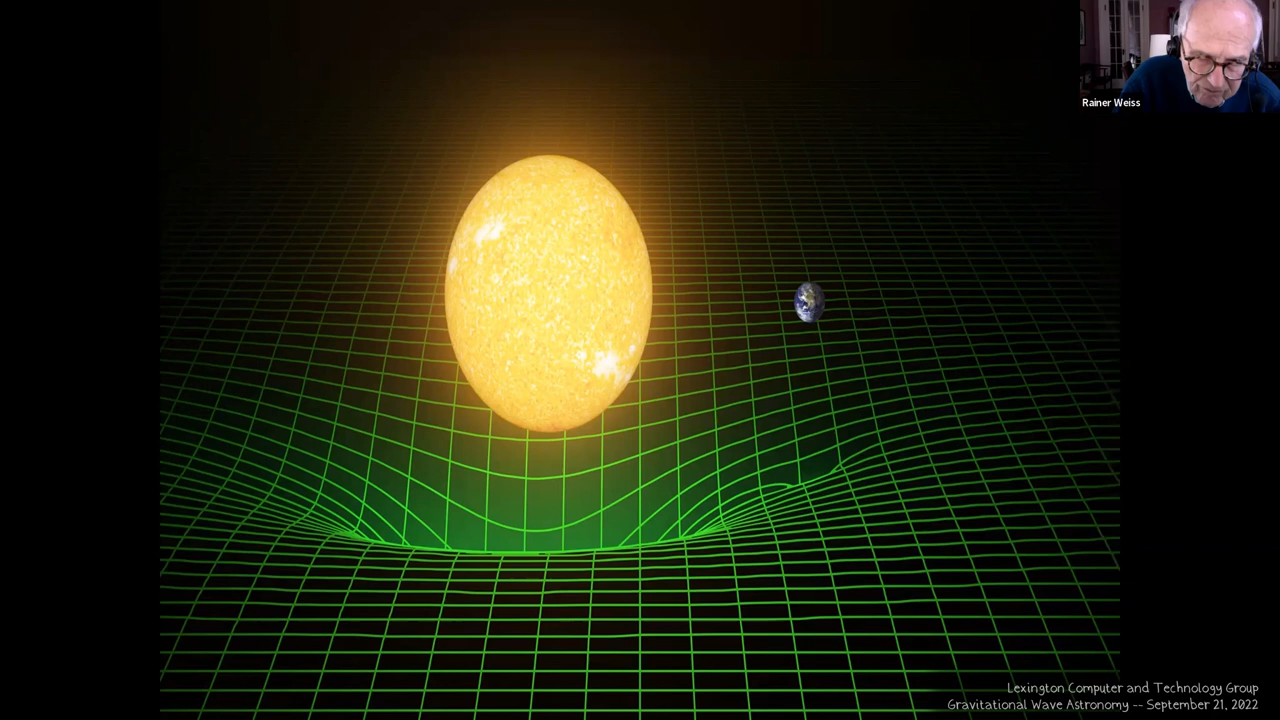 Rainer Weiss
Lexington Computer and Technology Group
Gravitational Wave Astronomy -- September 21, 2022